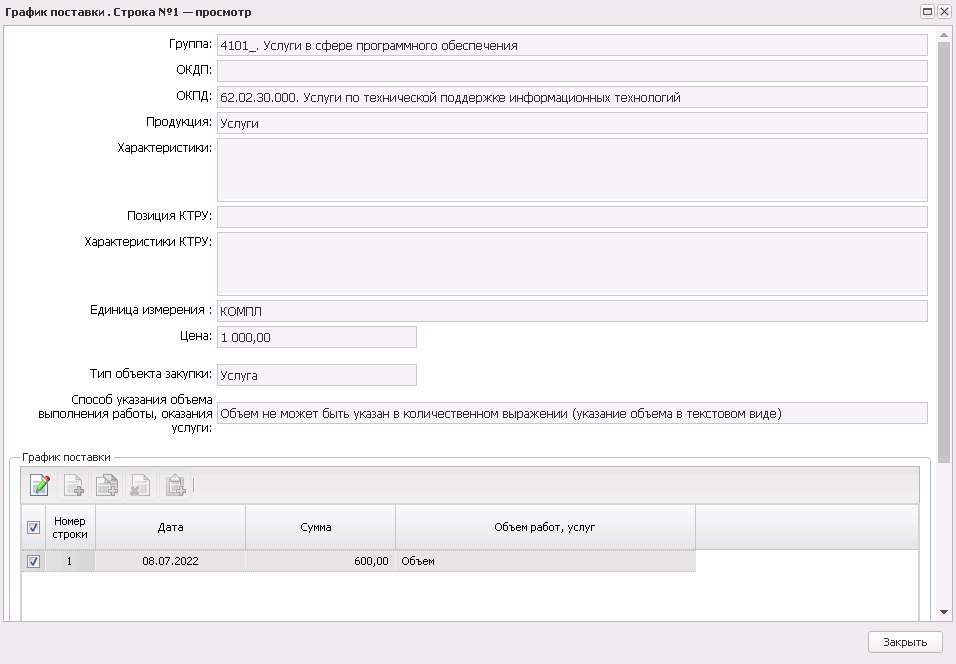 График поставки . Строка №1 — просмотр
Группа: 4101_. Услуги в сфере программного обеспечения
ОКДП:
ОКПД: 62.02.30.000. Услуги по технической поддержке информационных технологий
Продукция: Услуги
Характеристики:
Позиция КТРУ:
Характеристики КТРУ:
Единица измерения : КОМПЛ
Цена: 1 000,00
Тип объекта закупки: Услуга
Способ указания объема
выполнения работы, оказания
услуги:
Объем не может быть указан в количественном выражении (указание объема в текстовом виде)
График поставки
Номер
строки
Дата
Сумма
Объем работ, услуг
1 08.07.2022 600,00 Объем
Закрыть